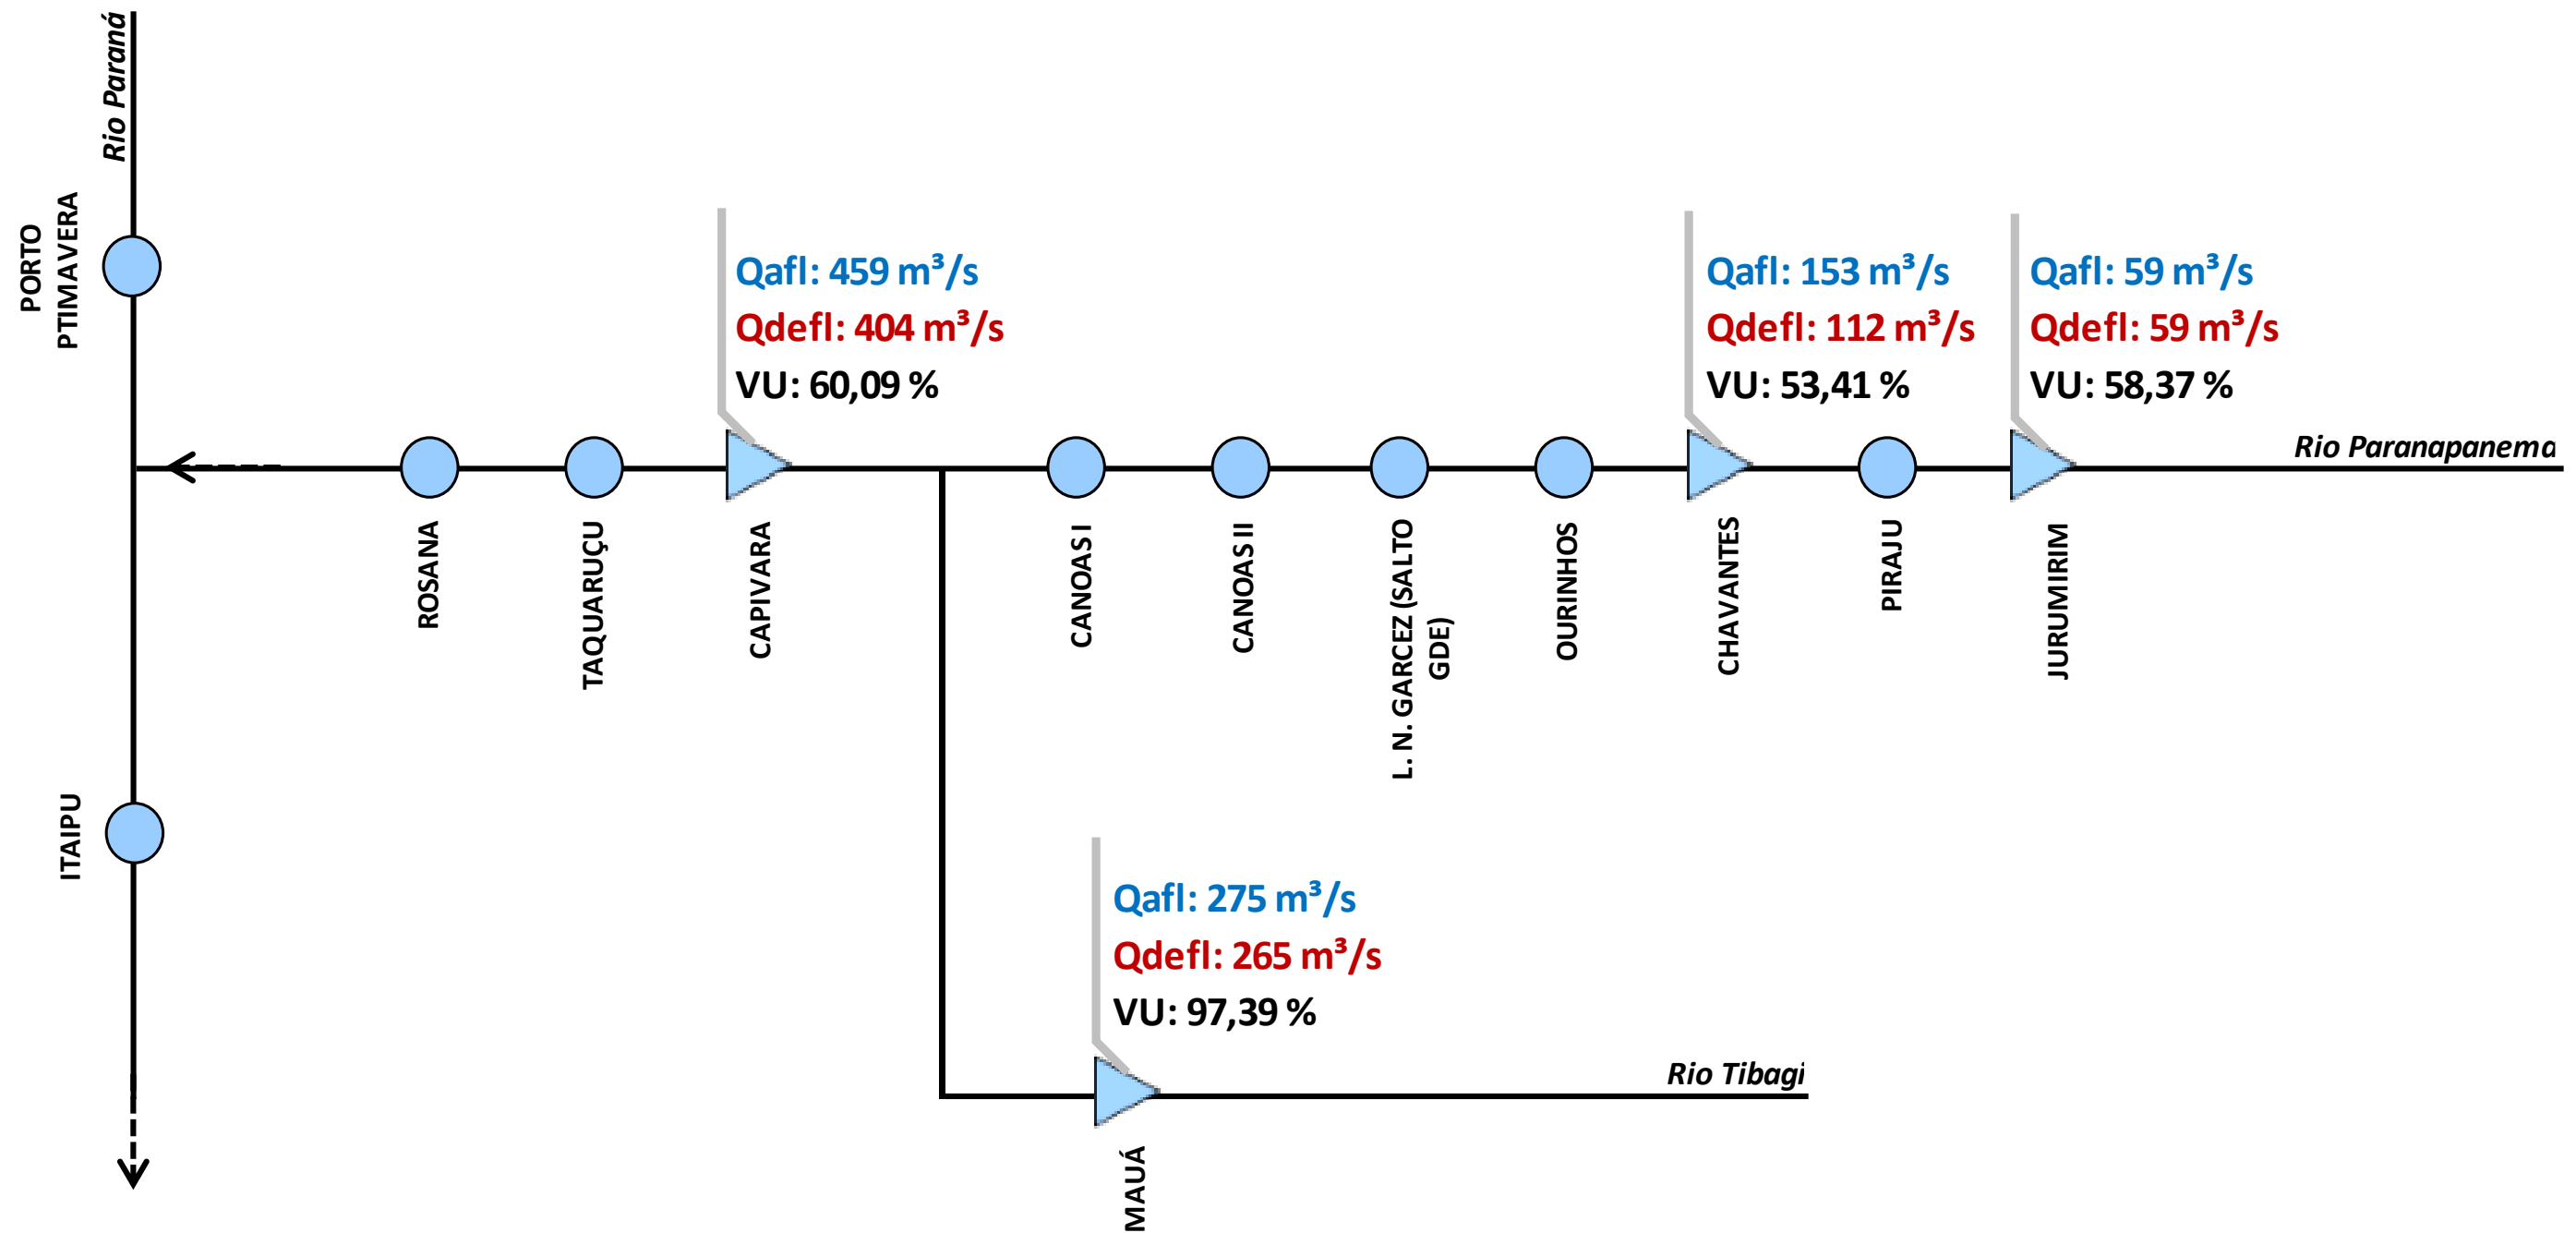 Rio Paraná
PORTO
PTIMAVERA
Qafl: 459 m³/s
Qdefl: 404 m³/s
VU: 60,09 %
Qafl: 153 m³/s
Qdefl: 112 m³/s
VU: 53,41 %
Qafl: 59 m³/s
Qdefl: 59 m³/s
VU: 58,37 %
Rio Paranapanema
ROSANA
TAQUARUÇU
CAPIVARA
CANOAS I
CANOAS II
L. N. GARCEZ (SALTO
GDE)
OURINHOS
CHAVANTES
PIRAJU
JURUMIRIM
ITAIPU
Qafl: 275 m³/s
Qdefl: 265 m³/s
VU: 97,39 %
Rio Tibagi
MAUÁ